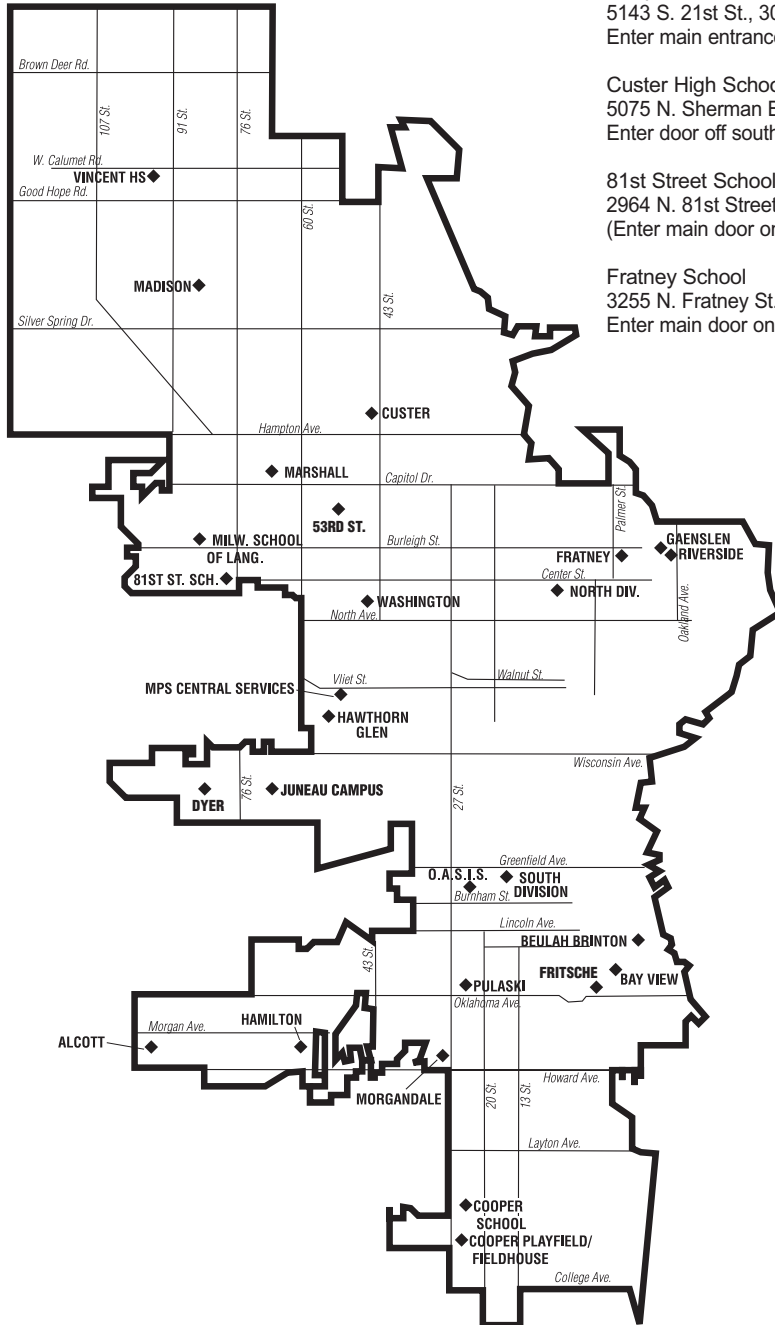 5143 S. 21st St.,
Enter main entrance
Custer High School
5075 N. Sherman
Enter door off south
81st Street School
2964 N. 81st Street
(Enter main door
Fratney School
3255 N. Fratney St.
Enter main door on
Brown Deer Rd.
107 St.
91 St.
76 St.
W. Calumet Rd.
VINCENT HS
Good Hope Rd.
60 St.
MADISON
43 St.
Silver Spring Dr.
CUSTER
Hampton Ave.
MARSHALL
Capitol Dr.
53RD ST.
Palmer St.
MILW. SCHOOL
OF LANG.
Burleigh St.
GAENSLEN
FRATNEY
RIVERSIDE
81ST ST. SCH.
Center St.
NORTH DIV.
WASHINGTON
North Ave.
Oakland Ave.
Walnut St.
Vliet St.
MPS CENTRAL SERVICES
HAWTHORN
GLEN
Wisconsin Ave.
76 St.
DYER
JUNEAU CAMPUS
27 St.
Greenfield Ave.
O.A.S.I.S.
SOUTH
DIVISION
Burnham St.
Lincoln Ave.
BEULAH BRINTON
43 St.
FRITSCHE
BAY VIEW
PULASKI
Oklahoma Ave.
Morgan Ave.
HAMILTON
ALCOTT
MORGANDALE
Howard Ave.
20 St.
13 St.
Layton Ave.
COOPER
SCHOOL
COOPER PLAYFIELD/
FIELDHOUSE
College Ave.